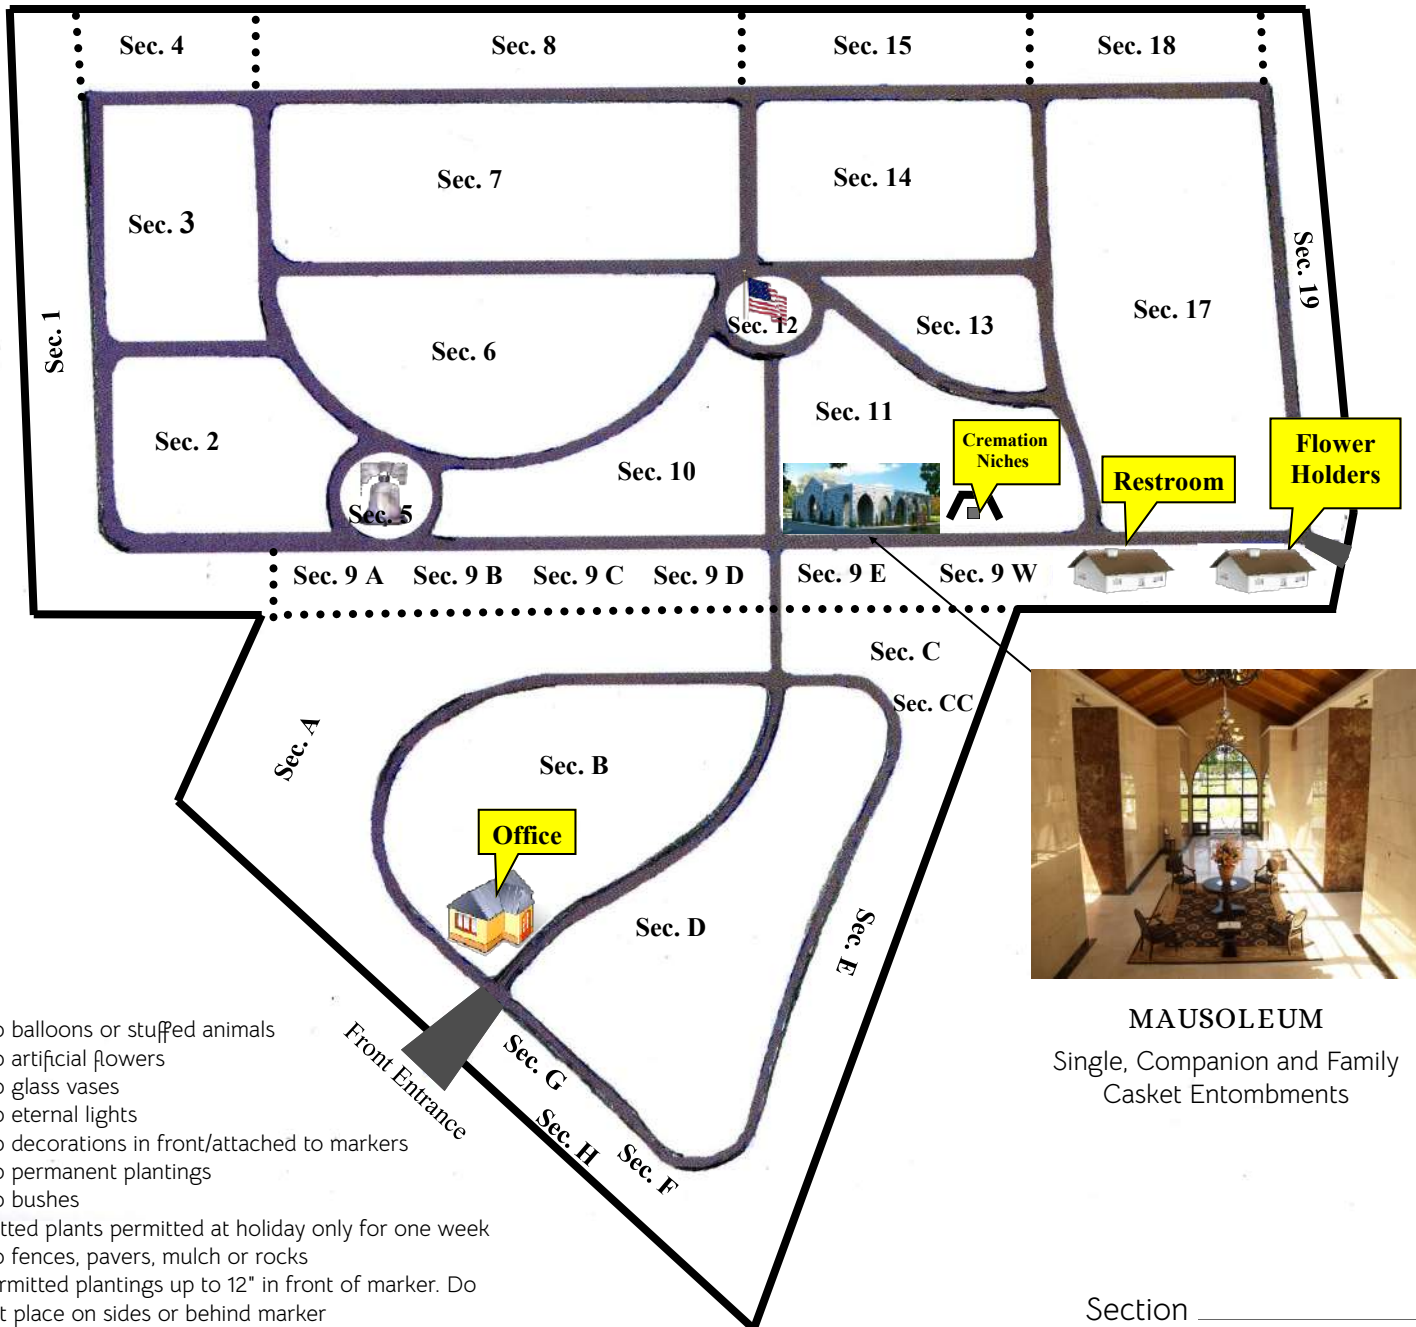 Sec. 4
Sec. 8
Sec. 15
Sec. 18
Sec. 7
Sec. 14
Sec. 3
Sec. 19
Sec. 1
Sec. 17
Sec. 12
Sec. 13
Sec. 6
Sec. 11
Sec. 2
Cremation
Niches
Flower
Holders
Sec. 10
Restroom
Sec. 5
Sec. 9 A
Sec. 9 B
Sec. 9 C
Sec. 9 D
Sec. 9 E
Sec. 9 W
Sec. C
Sec. CC
Sec. A
Sec. B
Office
Sec. D
Sec. E
MAUSOLEUM
Single, Companion and Family
Casket Entombments
Front Entrance
Sec. G
Sec. H
Sec. F
o balloons or stuffed animals
o artificial flowers
o glass vases
o eternal lights
o decorations in front/attached to markers
o permanent plantings
o bushes
tted plants permitted at holiday only for one week
o fences, pavers, mulch or rocks
rmitted plantings up to 12" in front of marker. Do
t place on sides or behind marker
Section